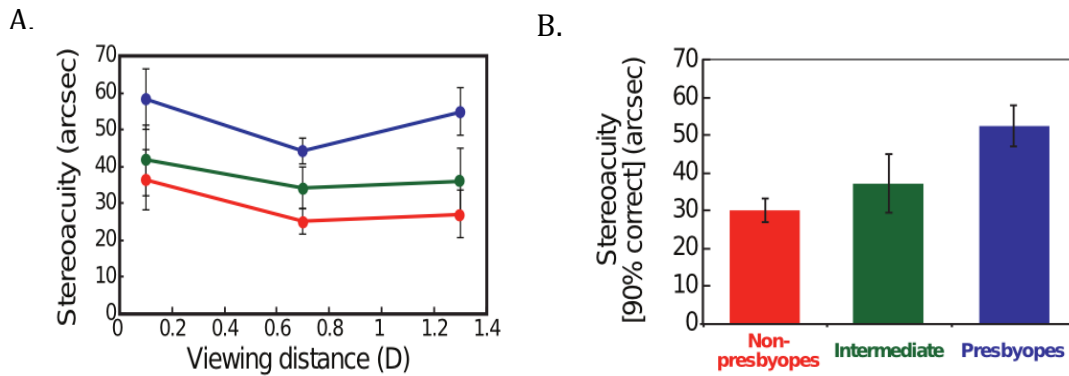 A.
Stereoacuity (arcsec)
70
60
50
40
30
20
10
0
0 0.2 0.4 0.6 0.8 1 1.2 1.4
Viewing distance (D)
B.
Stereoacuity
[90% correct] (arcsec)
70
60
50
40
30
20
10
0
Non-
presbyopes
Intermediate
Presbyopes